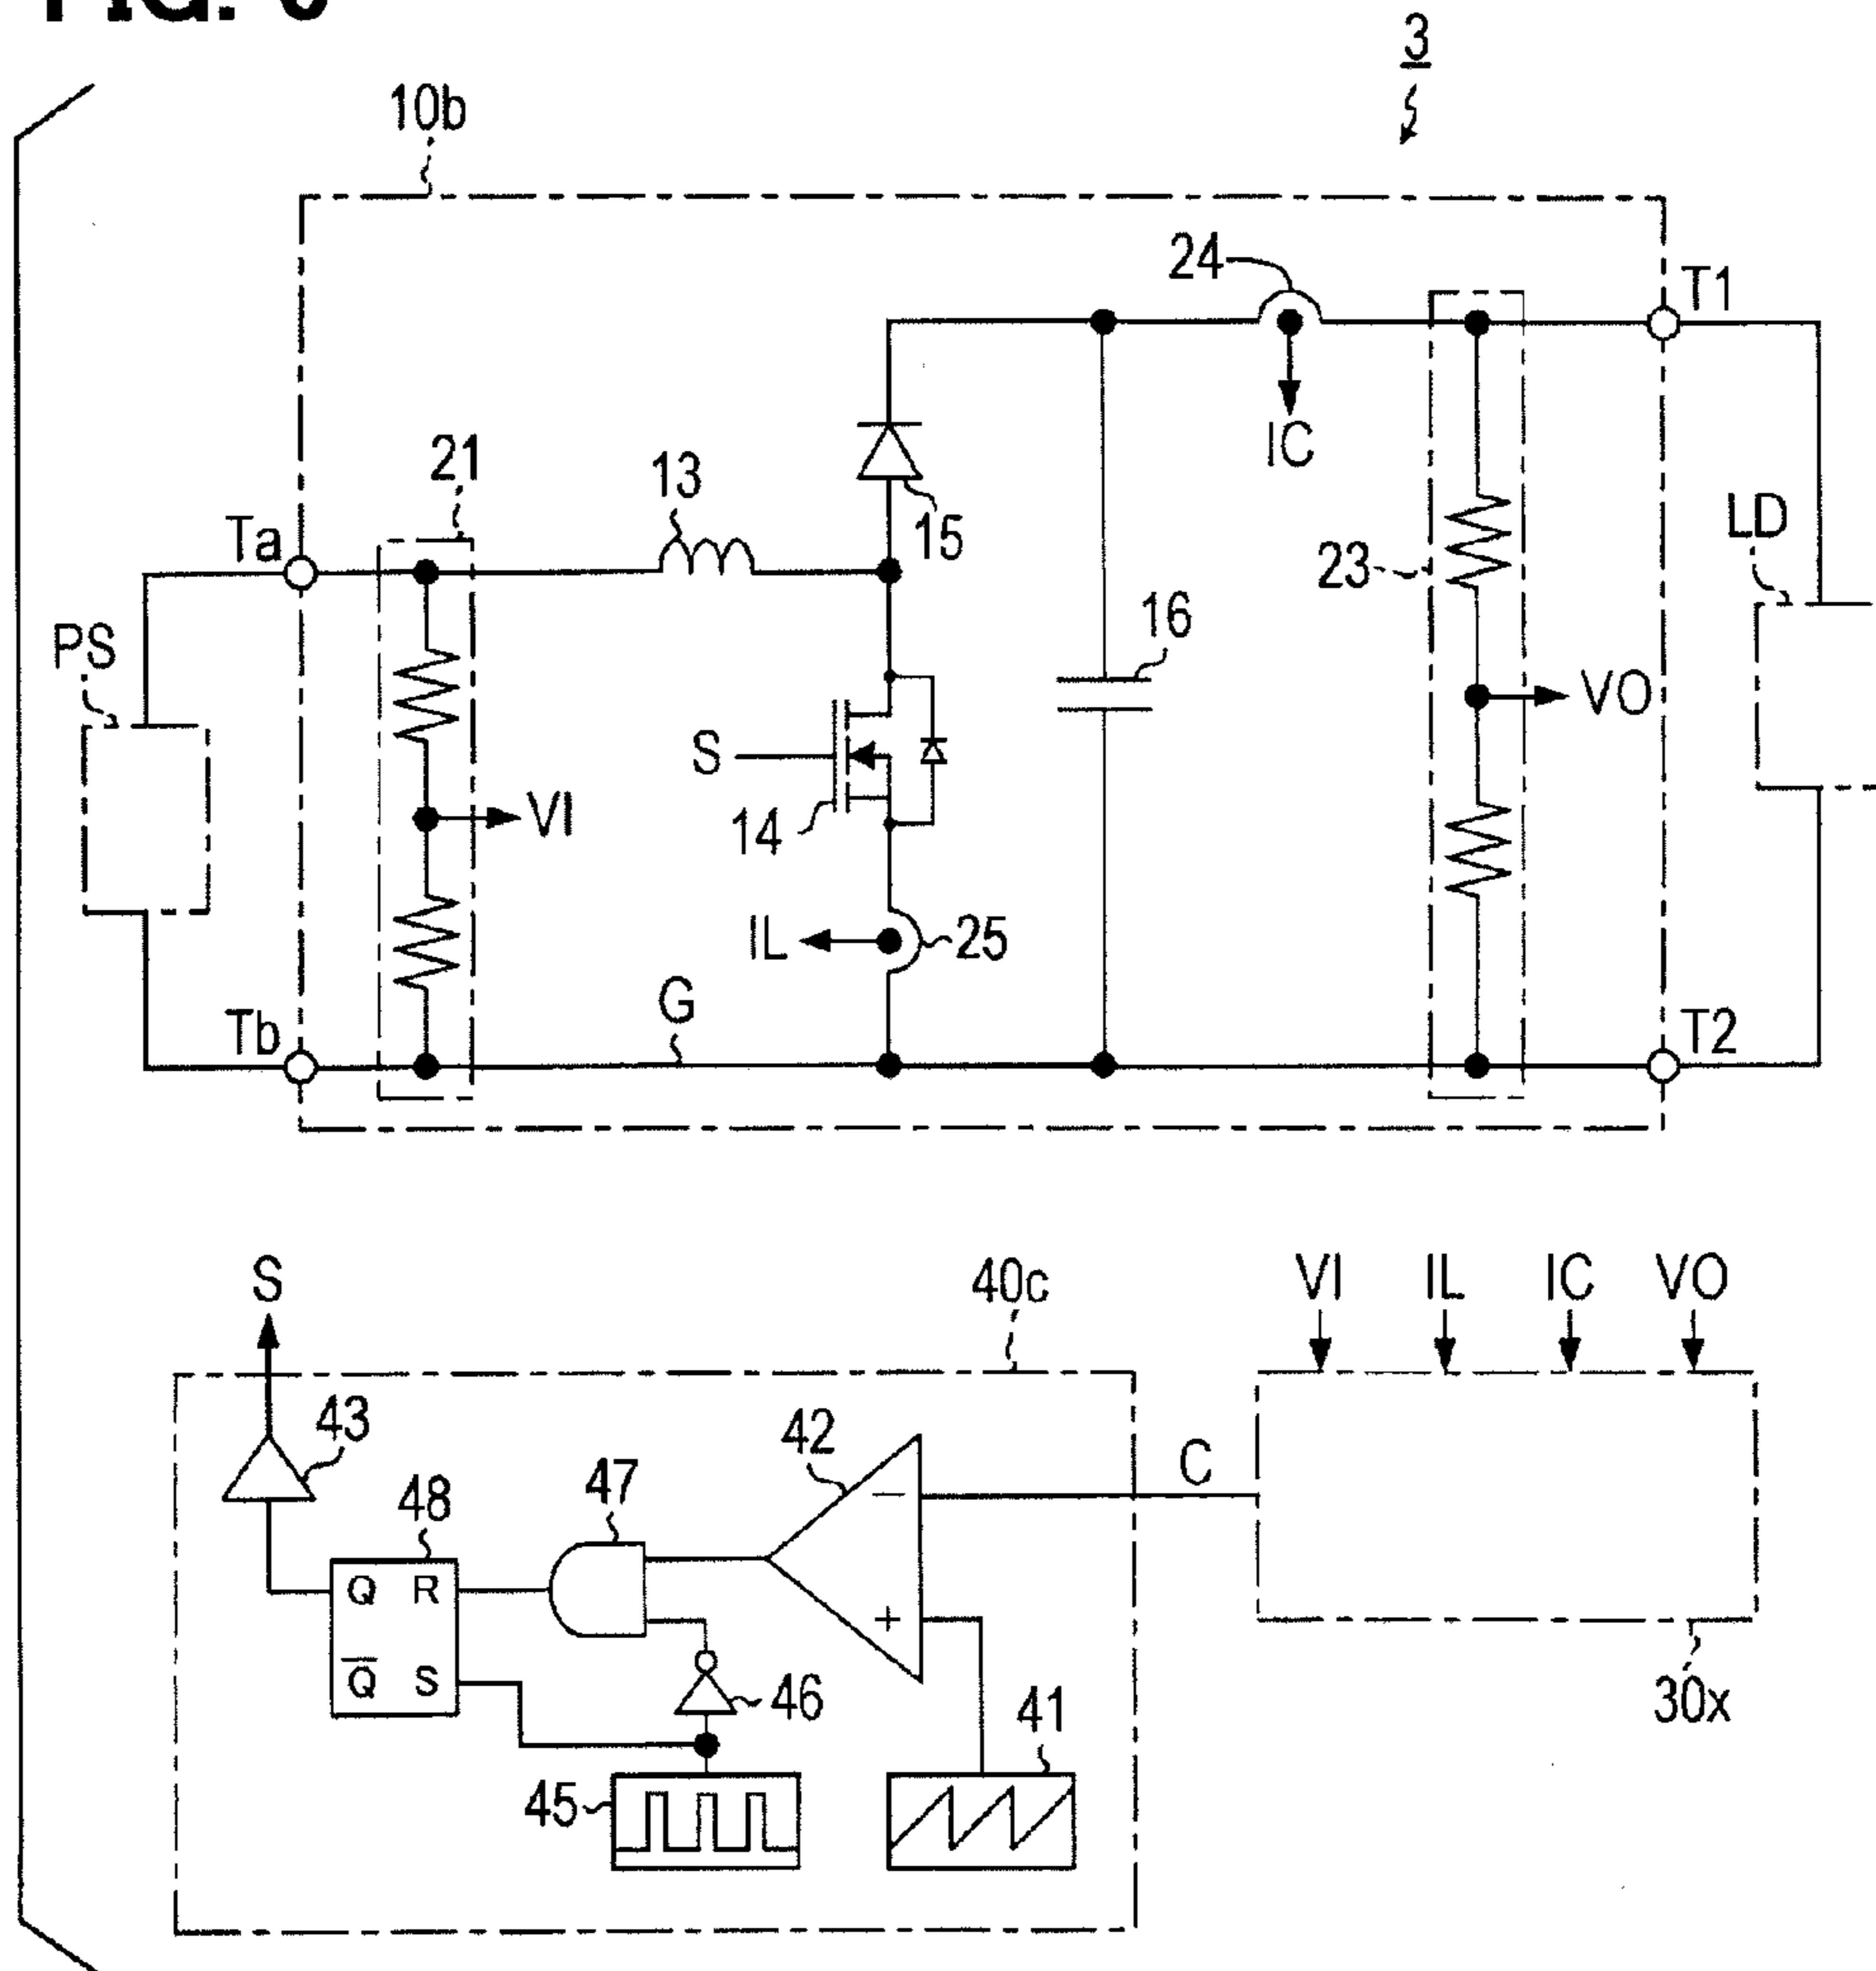 3
10b
24
T1
IC
21
13
15
Ta
LD
23
16
PS
VO
S
VI
14
IL
25
G
Tb
T2
S
40c
VI IL IC VO
43
42
47
C
48
−
Q R
+
Q̅ S
46
41
30x
45